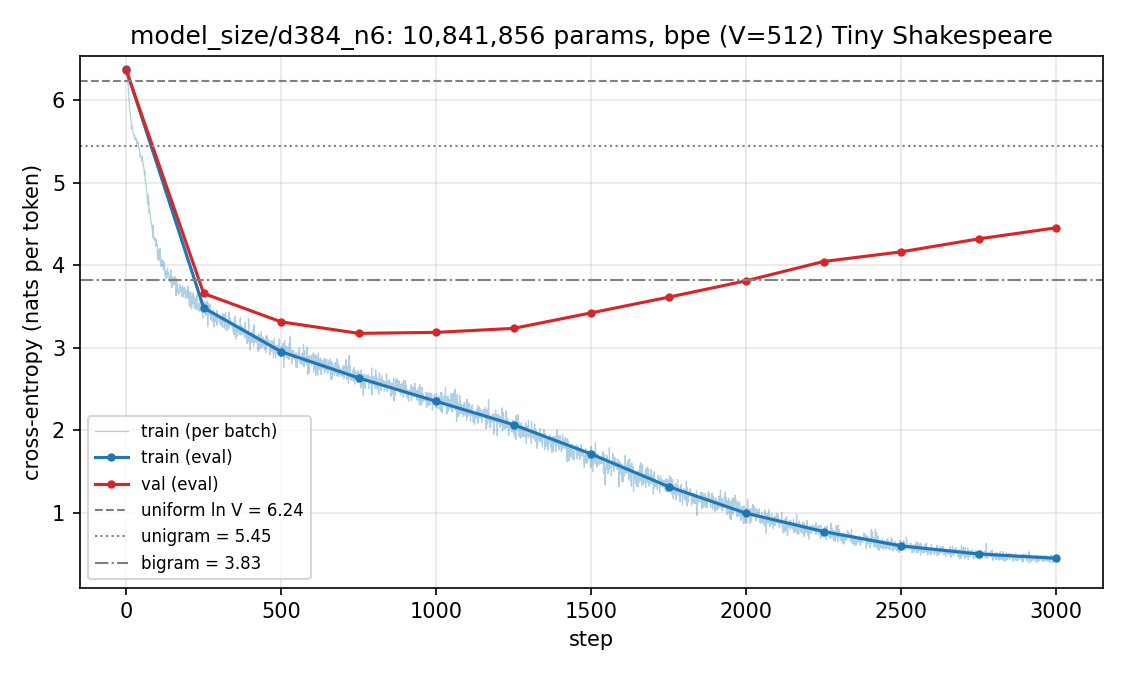 model_size/d384_n6: 10,841,856 params, bpe (V=512) Tiny Shakespeare
cross-entropy (nats per token)
6
5
4
3
2
1
train (per batch)
train (eval)
val (eval)
uniform ln V = 6.24
unigram = 5.45
bigram = 3.83
0 500 1000 1500 2000 2500 3000
step